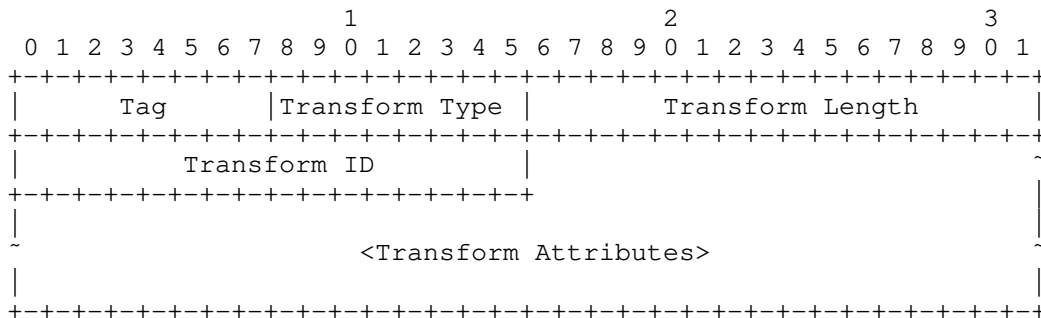 1                   2                   3
 0 1 2 3 4 5 6 7 8 9 0 1 2 3 4 5 6 7 8 9 0 1 2 3 4 5 6 7 8 9 0 1
+-+-+-+-+-+-+-+-+-+-+-+-+-+-+-+-+-+-+-+-+-+-+-+-+-+-+-+-+-+-+-+-+
|      Tag      |Transform Type |        Transform Length       |
+-+-+-+-+-+-+-+-+-+-+-+-+-+-+-+-+-+-+-+-+-+-+-+-+-+-+-+-+-+-+-+-+
|          Transform ID         |                               ~
+-+-+-+-+-+-+-+-+-+-+-+-+-+-+-+-+                               |
|                                                               |
~                     <Transform Attributes>                    ~
|                                                               |
+-+-+-+-+-+-+-+-+-+-+-+-+-+-+-+-+-+-+-+-+-+-+-+-+-+-+-+-+-+-+-+-+